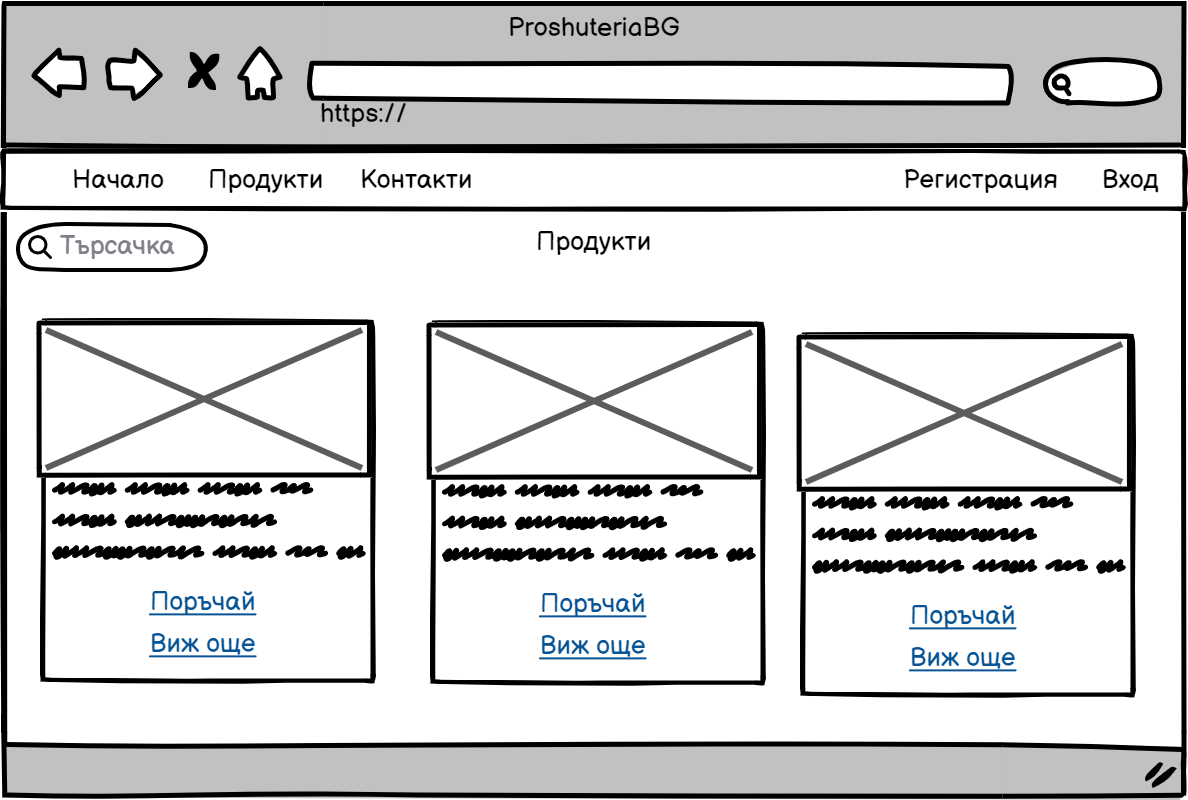 ProshuteriaBG
https://
Начало Продукти Контакти Регистрация Вход
Търсачка
Продукти
Поръчай
Виж още
Поръчай
Виж още
Поръчай
Виж още